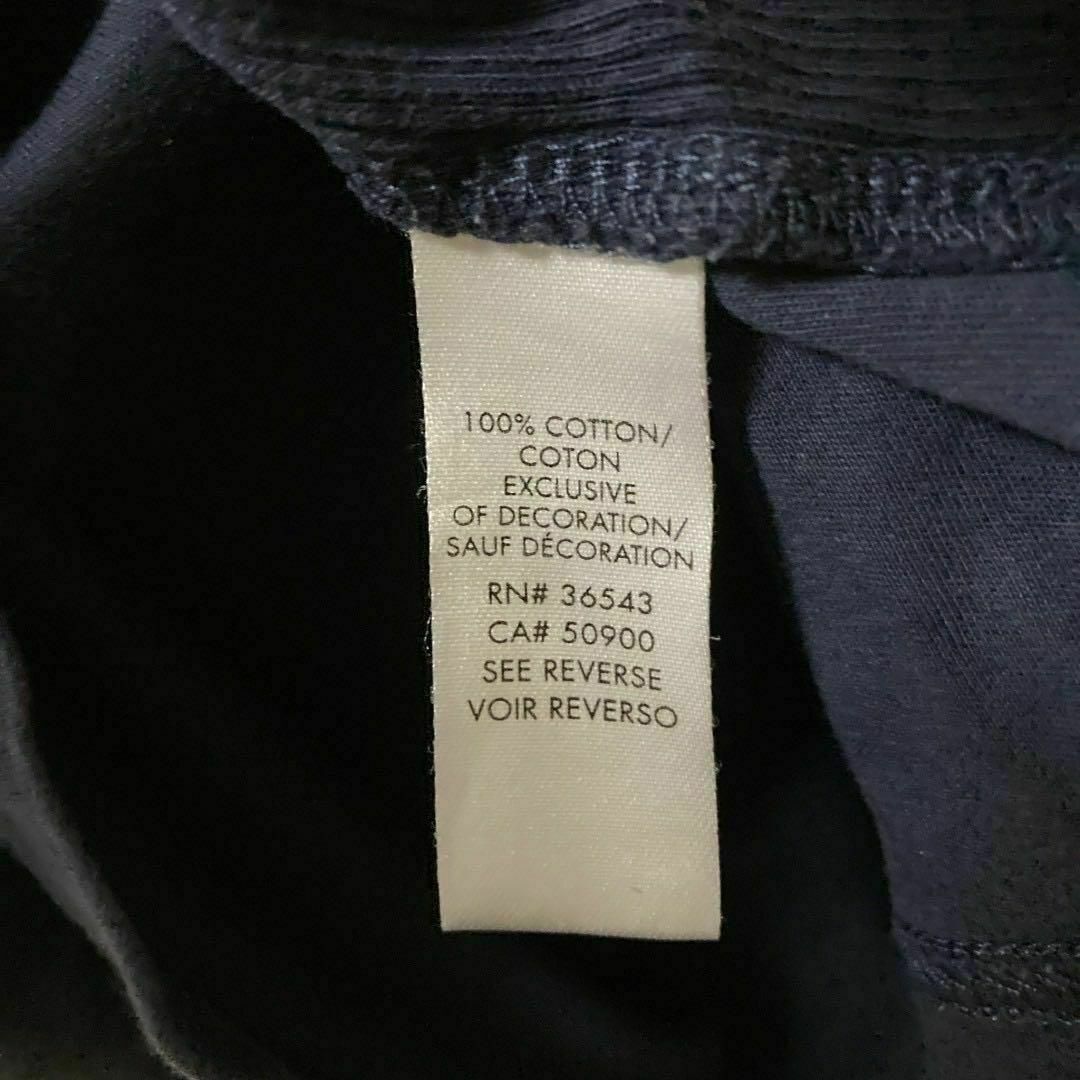 100% COTTON/
COTON
EXCLUSIVE
OF DECORATION/
SAUF DÉCORATION
RN# 36543
CA# 50900
SEE REVERSE
VOIR REVERSO